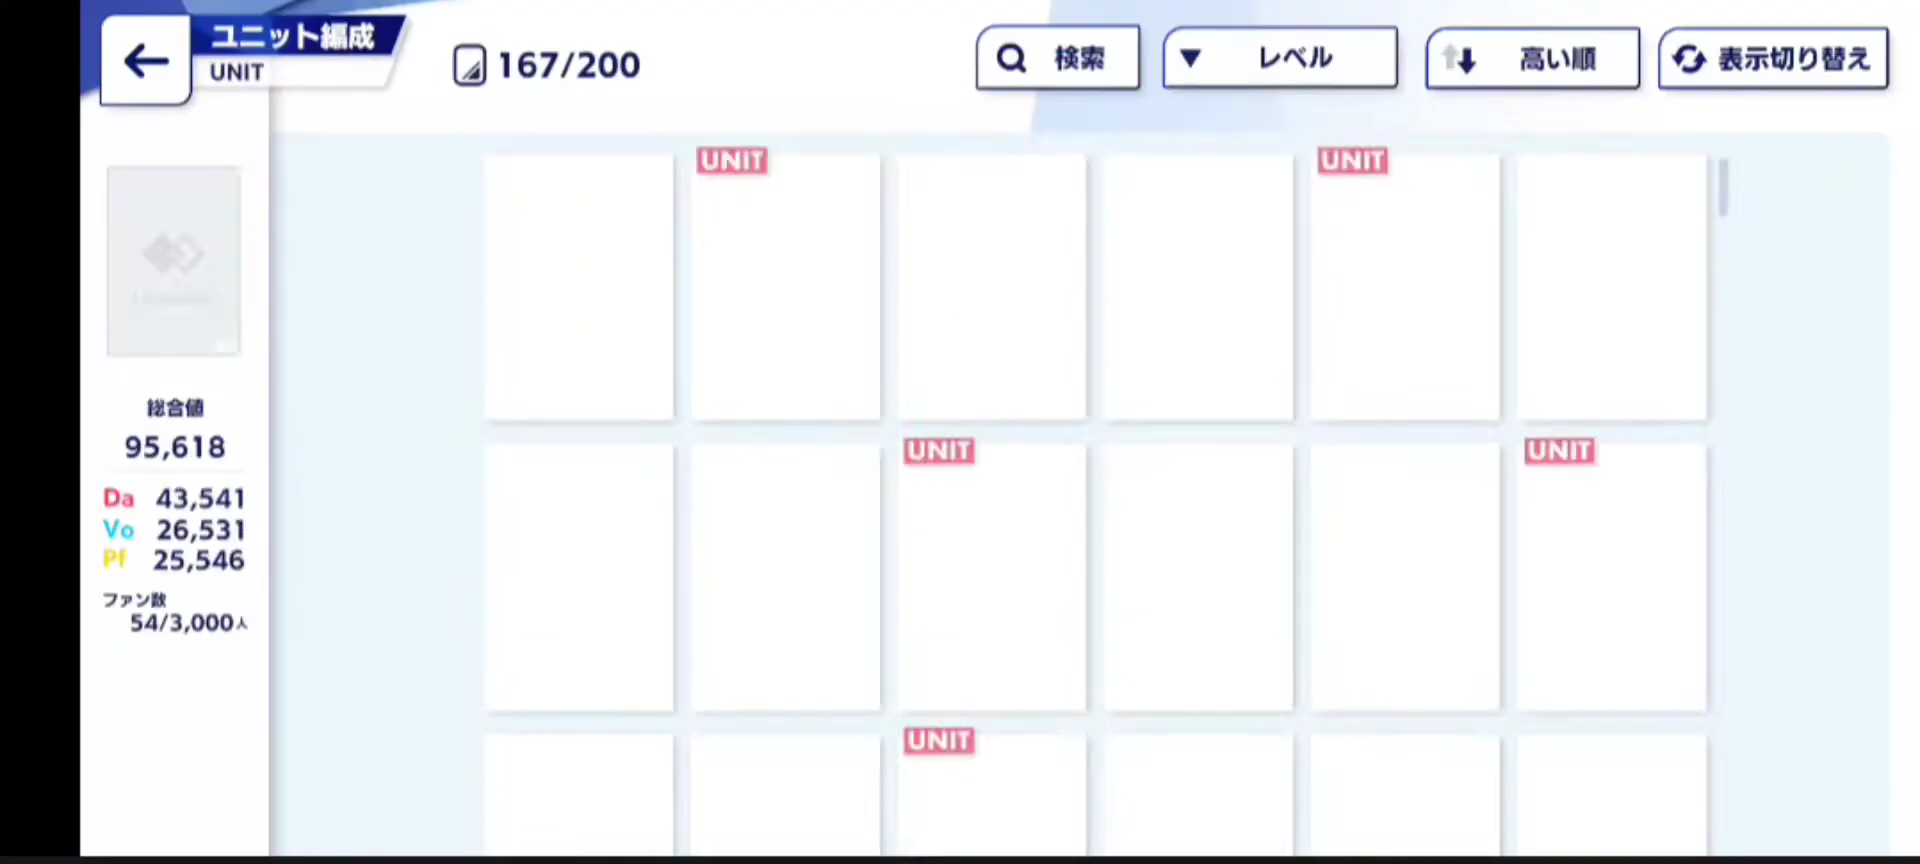 ユニット編成
UNIT
167/200
検索
▼ レベル
高い順
表示切り替え
UNIT
UNIT
総合値
95,618
Da 43,541
Vo 26,531
Pf 25,546
ファン数
54/3,000人
UNIT
UNIT
UNIT